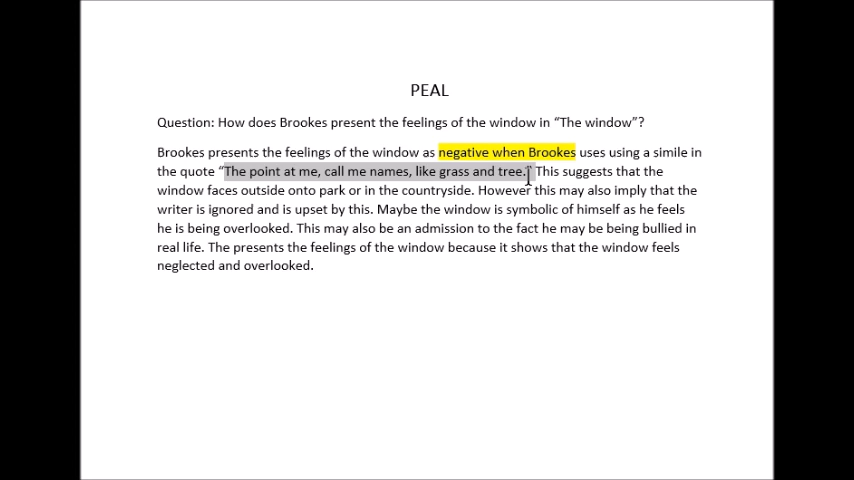 PEAL
Question: How does Brookes present the feelings of the window in “The window”?
Brookes presents the feelings of the window as negative when Brookes uses using a simile in
the quote “The point at me, call me names, like grass and tree.” This suggests that the
window faces outside onto park or in the countryside. However this may also imply that the
writer is ignored and is upset by this. Maybe the window is symbolic of himself as he feels
he is being overlooked. This may also be an admission to the fact he may be being bullied in
real life. The presents the feelings of the window because it shows that the window feels
neglected and overlooked.